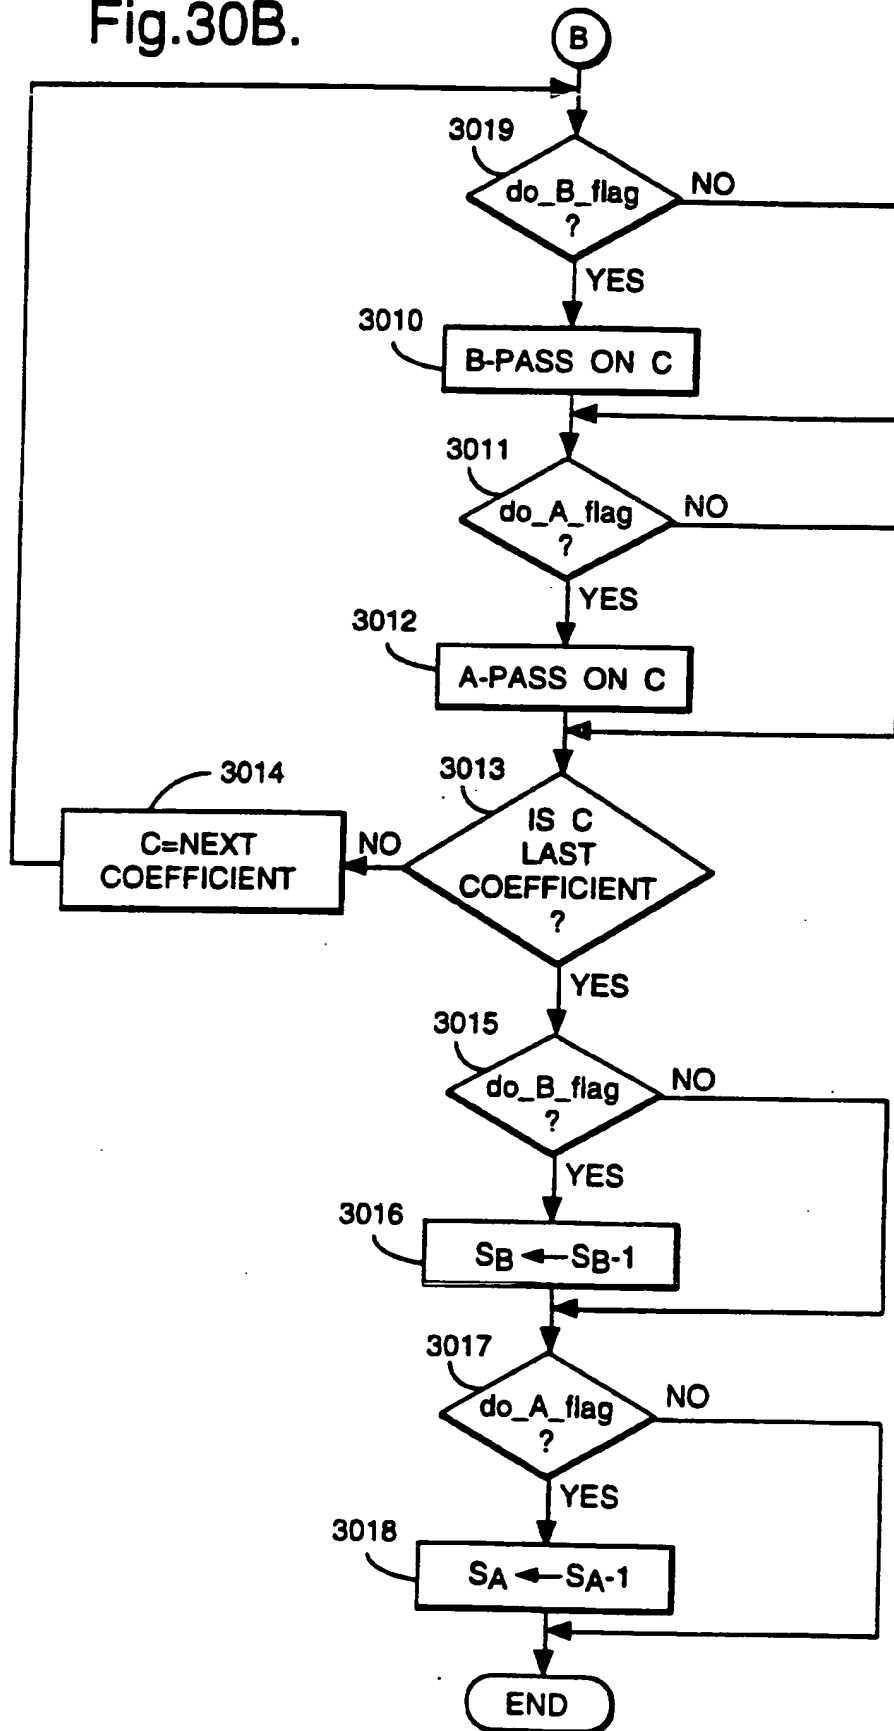 Fig.30B.
B
3019
do_B_flag
?
NO
YES
3010
B-PASS ON C
3011
do_A_flag
?
NO
YES
3012
A-PASS ON C
3014
C=NEXT
COEFFICIENT
NO
3013
IS C
LAST
COEFFICIENT
?
YES
3015
do_B_flag
?
NO
YES
3016
SB ← SB-1
3017
do_A_flag
?
NO
YES
3018
SA ← SA-1
END